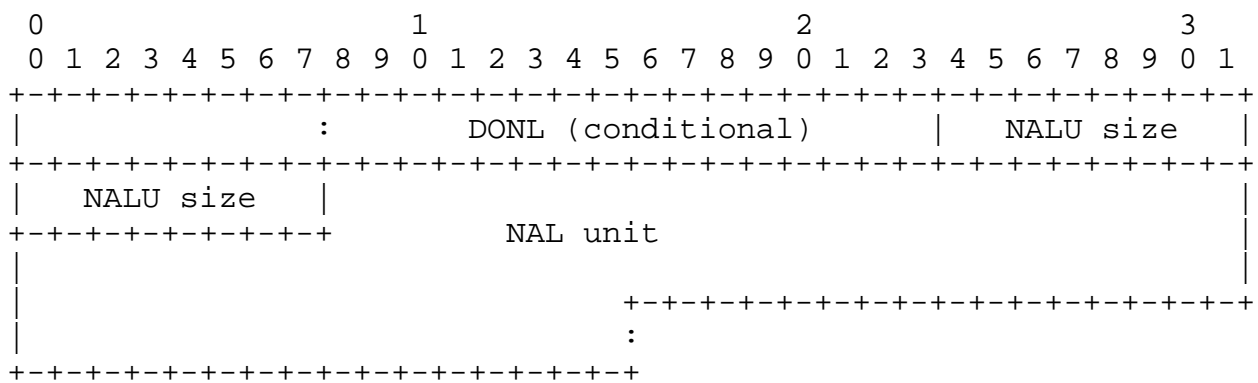 0                   1                   2                   3
 0 1 2 3 4 5 6 7 8 9 0 1 2 3 4 5 6 7 8 9 0 1 2 3 4 5 6 7 8 9 0 1
+-+-+-+-+-+-+-+-+-+-+-+-+-+-+-+-+-+-+-+-+-+-+-+-+-+-+-+-+-+-+-+-+
|               :       DONL (conditional)      |   NALU size   |
+-+-+-+-+-+-+-+-+-+-+-+-+-+-+-+-+-+-+-+-+-+-+-+-+-+-+-+-+-+-+-+-+
|   NALU size   |                                               |
+-+-+-+-+-+-+-+-+         NAL unit                              |
|                                                               |
|                               +-+-+-+-+-+-+-+-+-+-+-+-+-+-+-+-+
|                               :
+-+-+-+-+-+-+-+-+-+-+-+-+-+-+-+-+